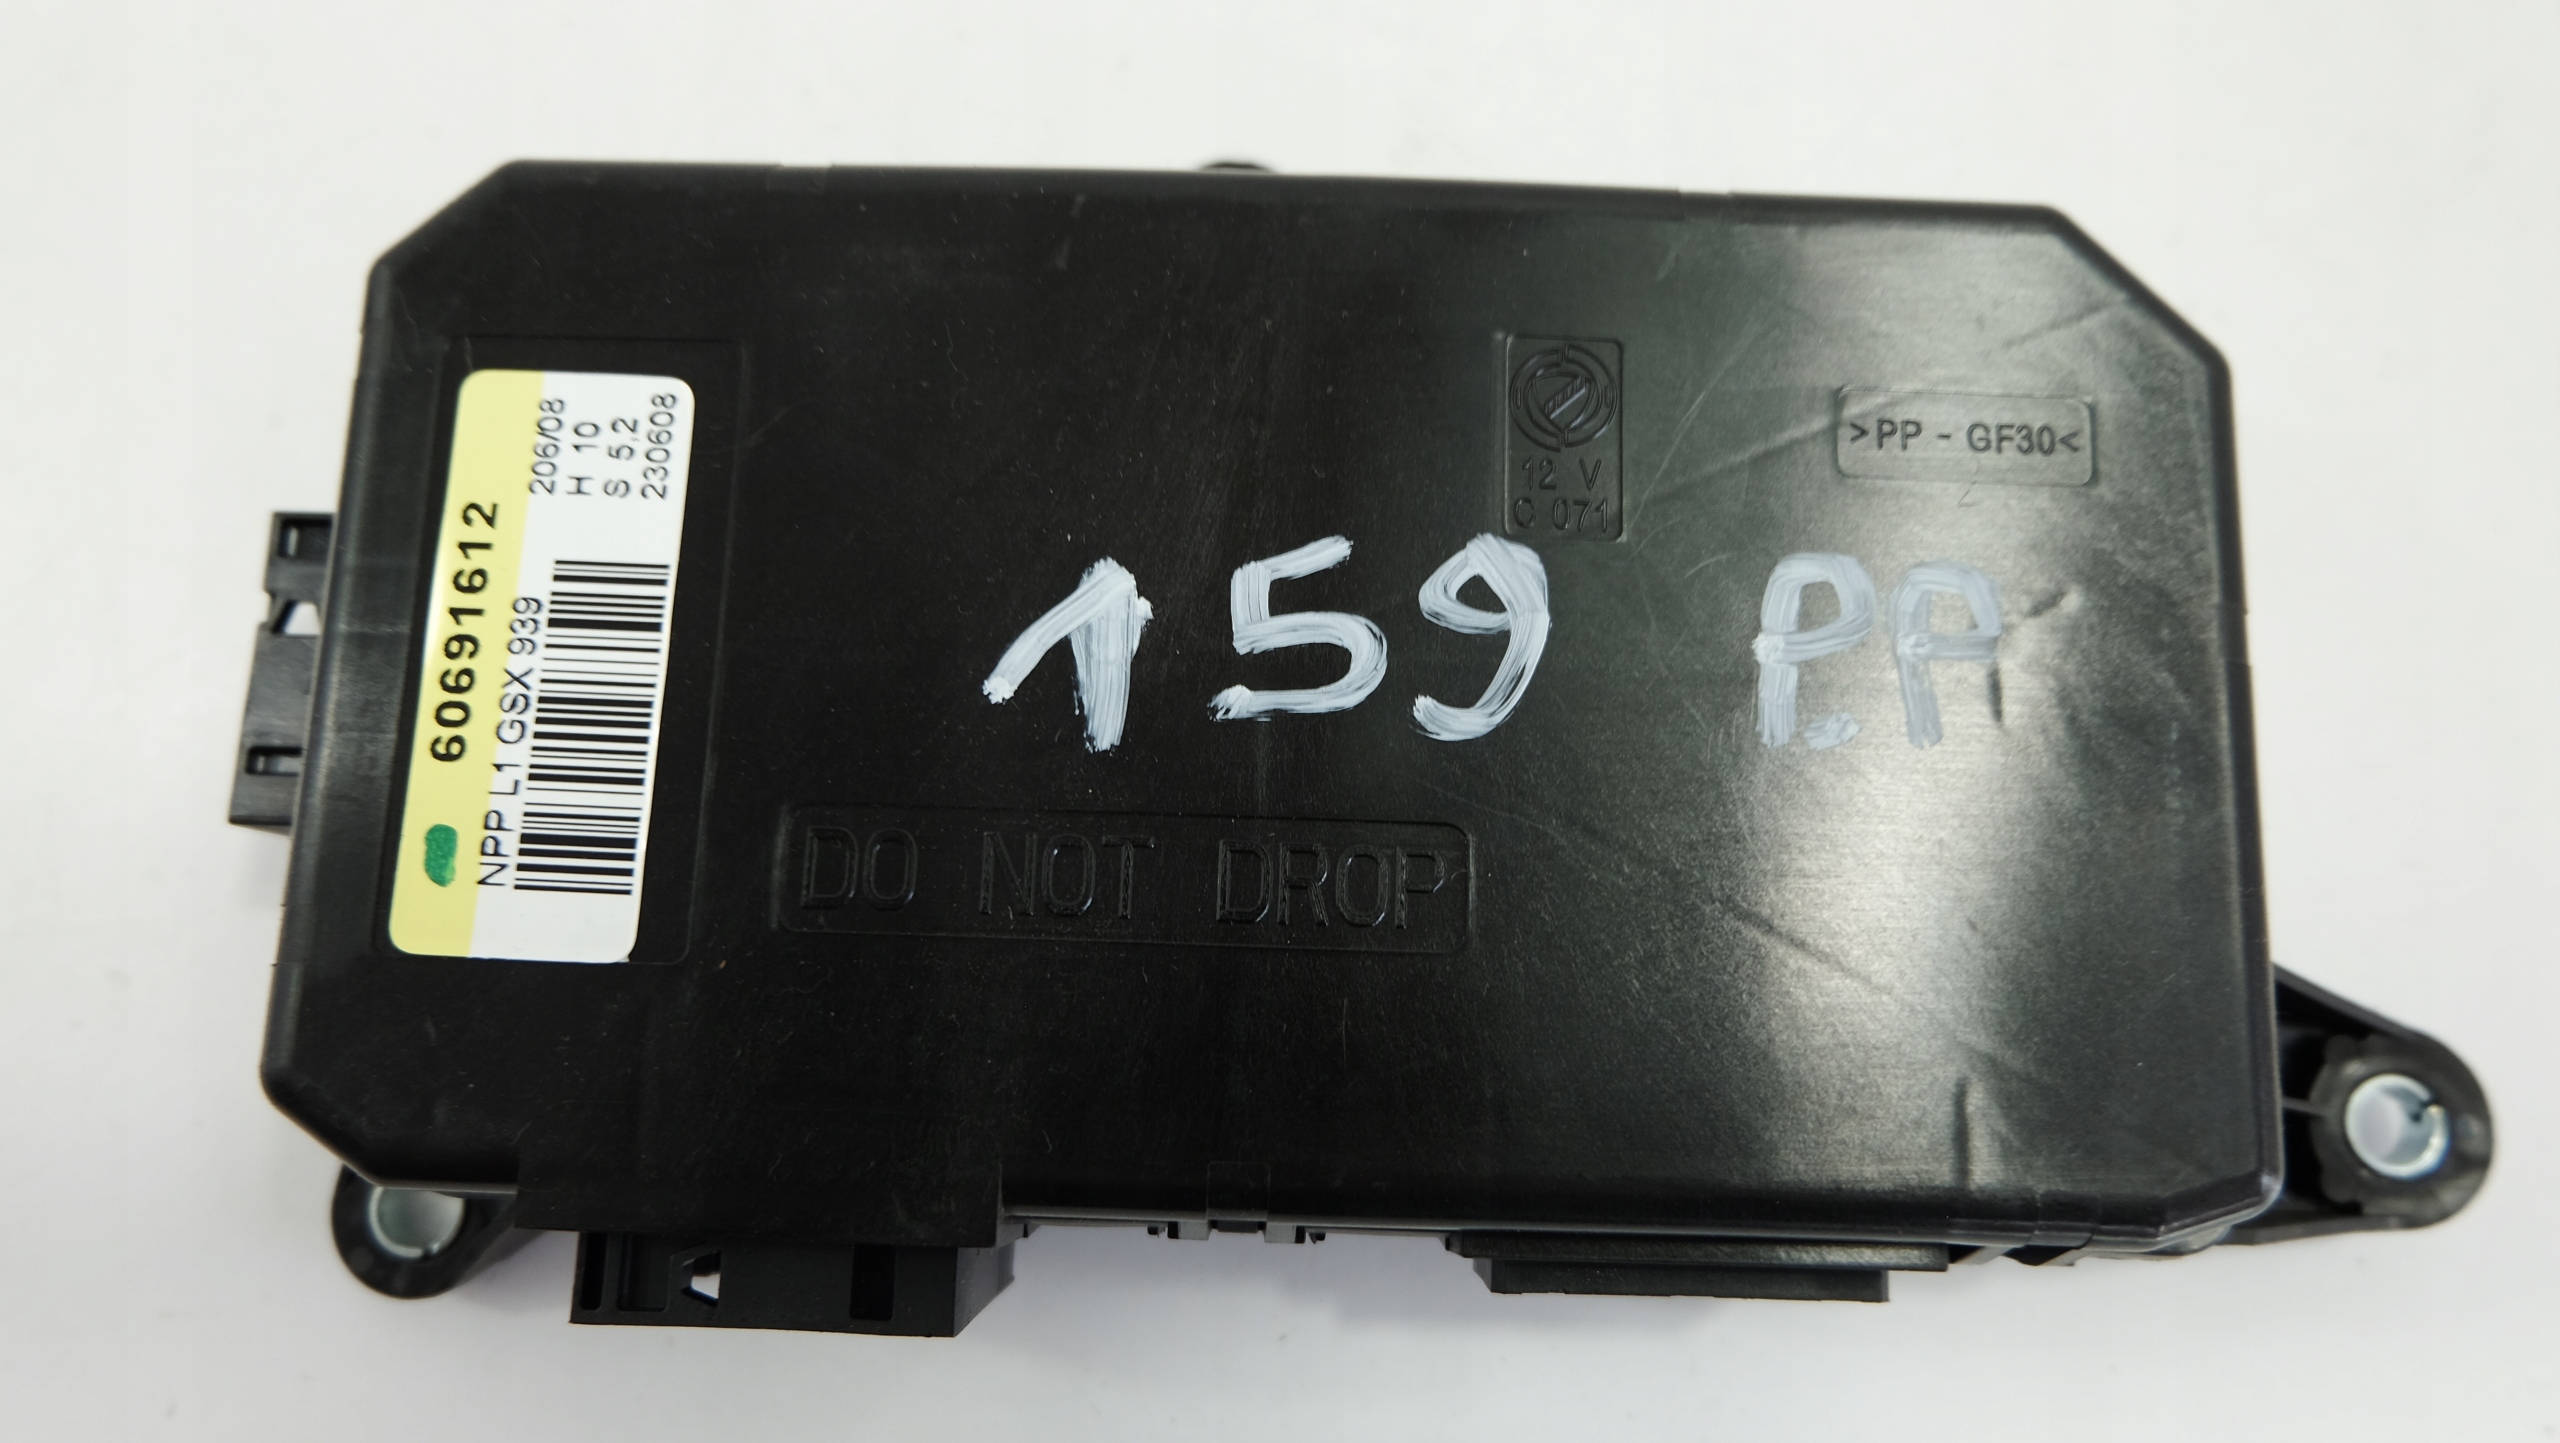 60691612
NPP L1 GSX 939
206/08
H 10
S 5,2
230608
12 V
C 071
>PP - GF30<
159 P.P
DO NOT DROP